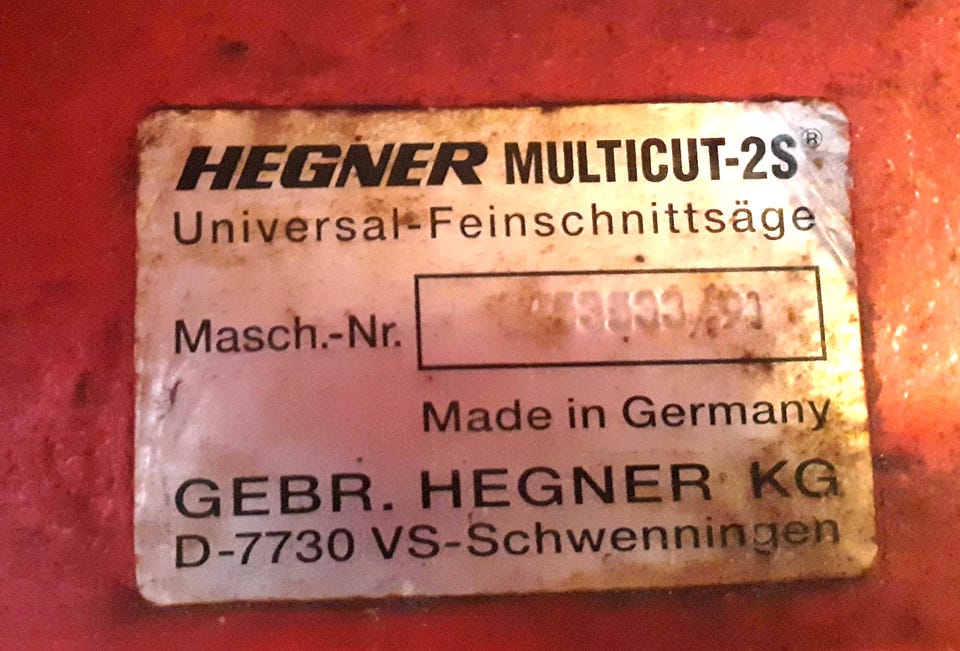 HEGNER MULTICUT-2S®
Universal-Feinschnittsäge
Masch.-Nr.
Made in Germany
GEBR. HEGNER KG
D-7730 VS-Schwenningen